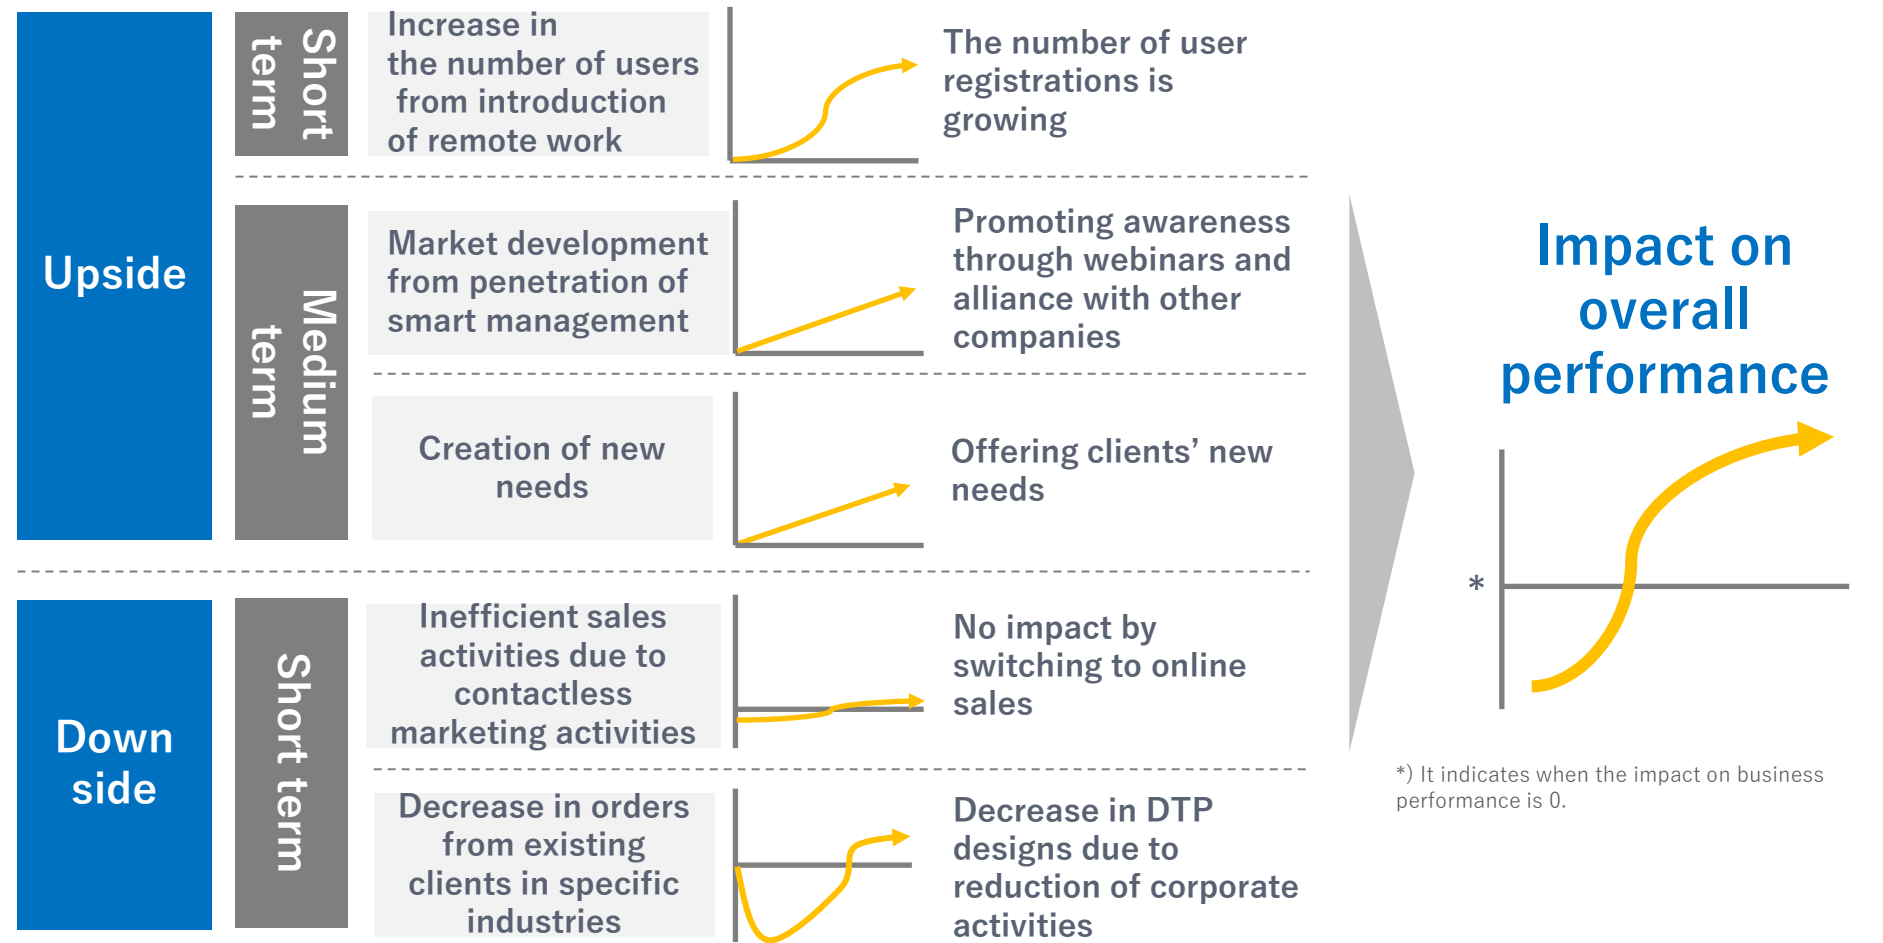 Upside
Short
term
Increase in
the number of users
from introduction
of remote work
The number of user
registrations is
growing
Medium
term
Market development
from penetration of
smart management
Promoting awareness
through webinars and
alliance with other
companies
Creation of new
needs
Offering clients’ new
needs
Down
side
Short term
Inefficient sales
activities due to
contactless
marketing activities
No impact by
switching to online
sales
Decrease in orders
from existing
clients in specific
industries
Decrease in DTP
designs due to
reduction of corporate
activities
Impact on
overall
performance
*
*) It indicates when the impact on business
performance is 0.